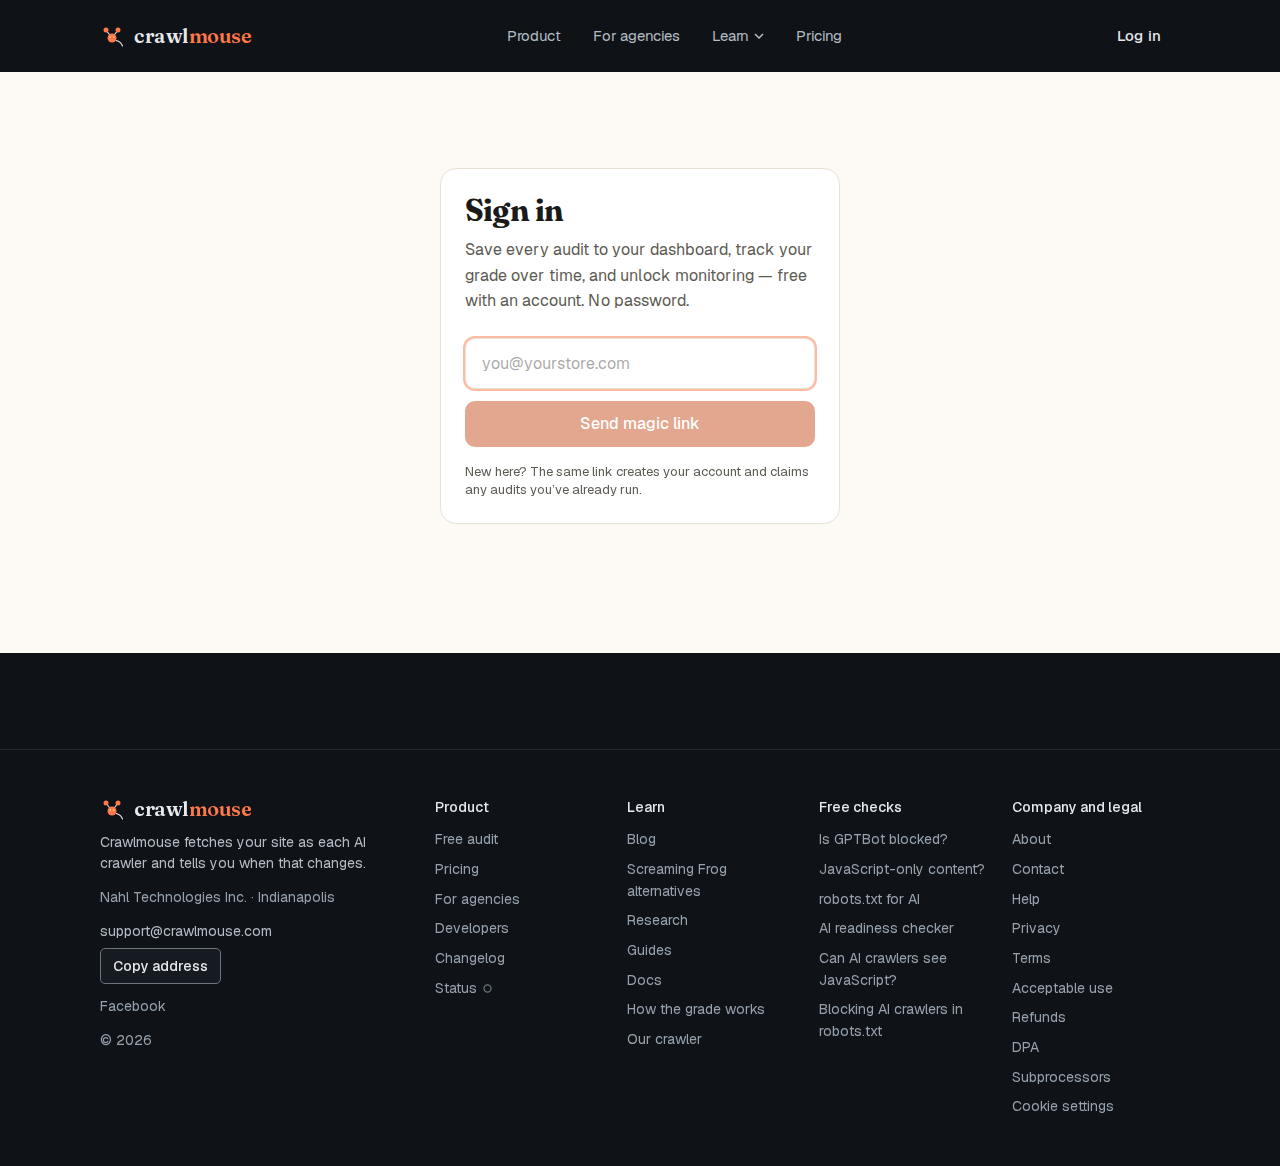 crawlmouse
Product
For agencies
Learn
Pricing
Log in
Sign in
Save every audit to your dashboard, track your
grade over time, and unlock monitoring — free
with an account. No password.
you@yourstore.com
Send magic link
New here? The same link creates your account and claims
any audits you've already run.
crawlmouse
Crawlmouse fetches your site as each AI
crawler and tells you when that changes.
Nahl Technologies Inc. · Indianapolis
support@crawlmouse.com
Copy address
Facebook
© 2026
Product
Free audit
Pricing
For agencies
Developers
Changelog
Status
Learn
Blog
Screaming Frog
alternatives
Research
Guides
Docs
How the grade works
Our crawler
Free checks
Is GPTBot blocked?
JavaScript-only content?
robots.txt for AI
AI readiness checker
Can AI crawlers see
JavaScript?
Blocking AI crawlers in
robots.txt
Company and legal
About
Contact
Help
Privacy
Terms
Acceptable use
Refunds
DPA
Subprocessors
Cookie settings